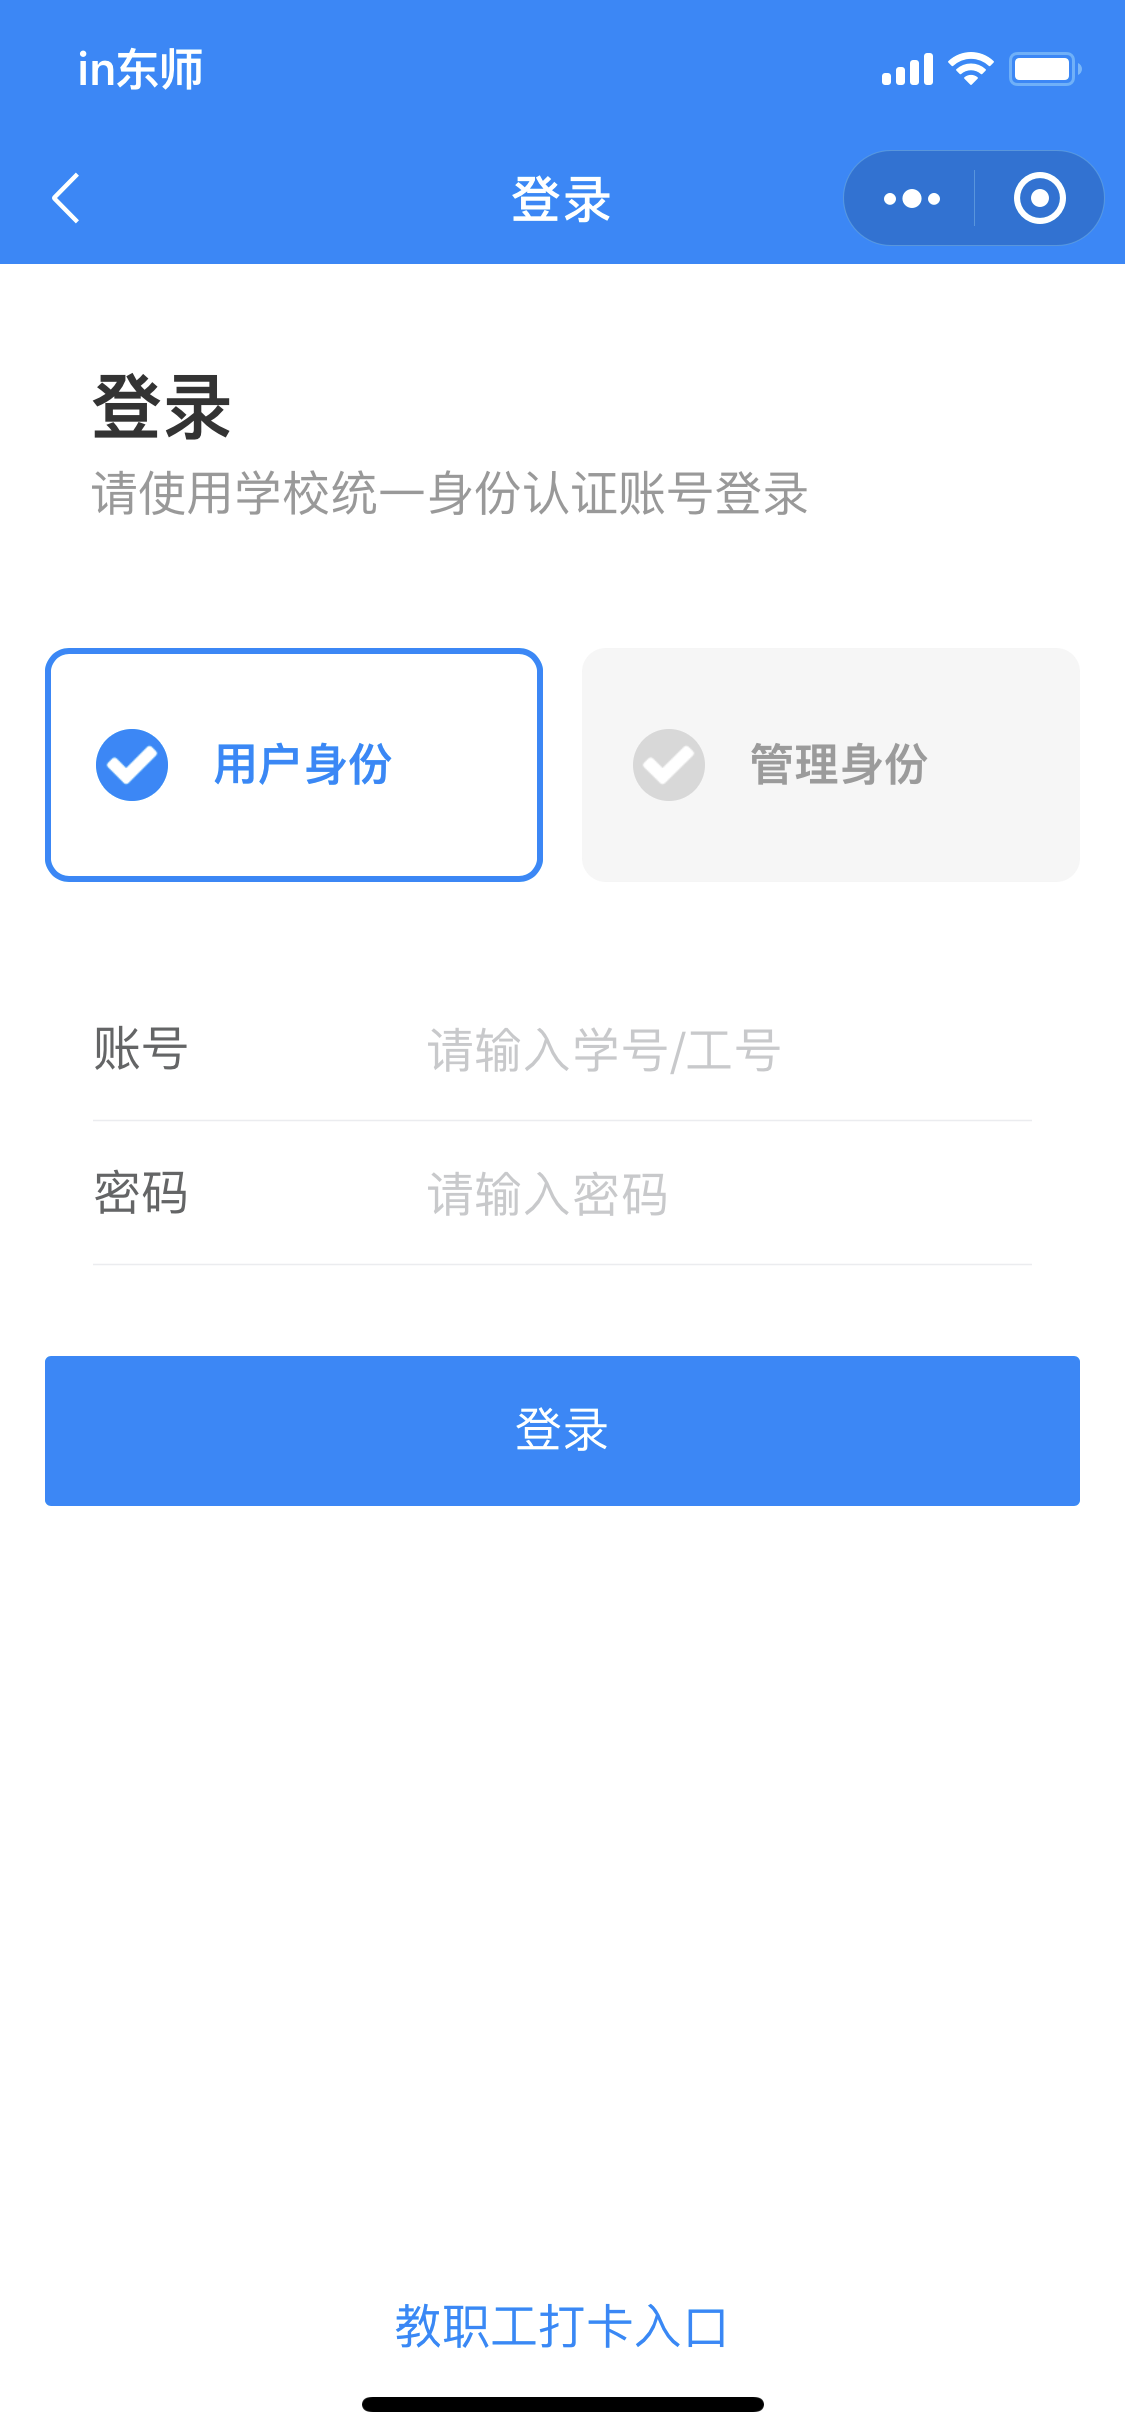 in东师
登录
登录
请使用学校统一身份认证账号登录
用户身份
管理身份
账号 请输入学号/工号
密码 请输入密码
登录
教职工打卡入口